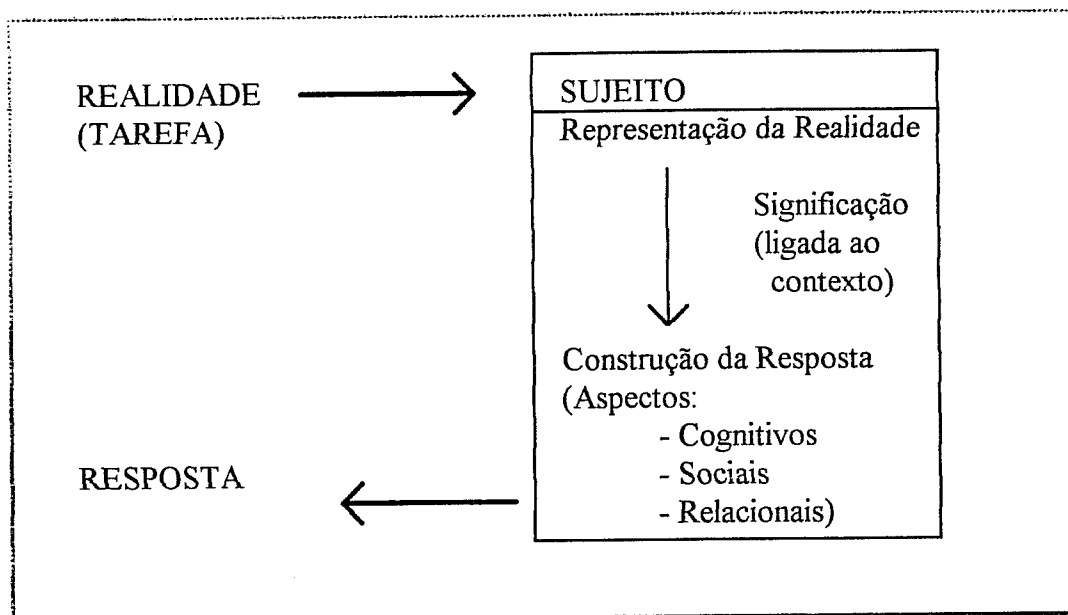 REALIDADE
(TAREFA)
SUJEITO
Representação da Realidade
Significação
(ligada ao
contexto)
Construção da Resposta
(Aspectos:
- Cognitivos
- Sociais
- Relacionais)
RESPOSTA